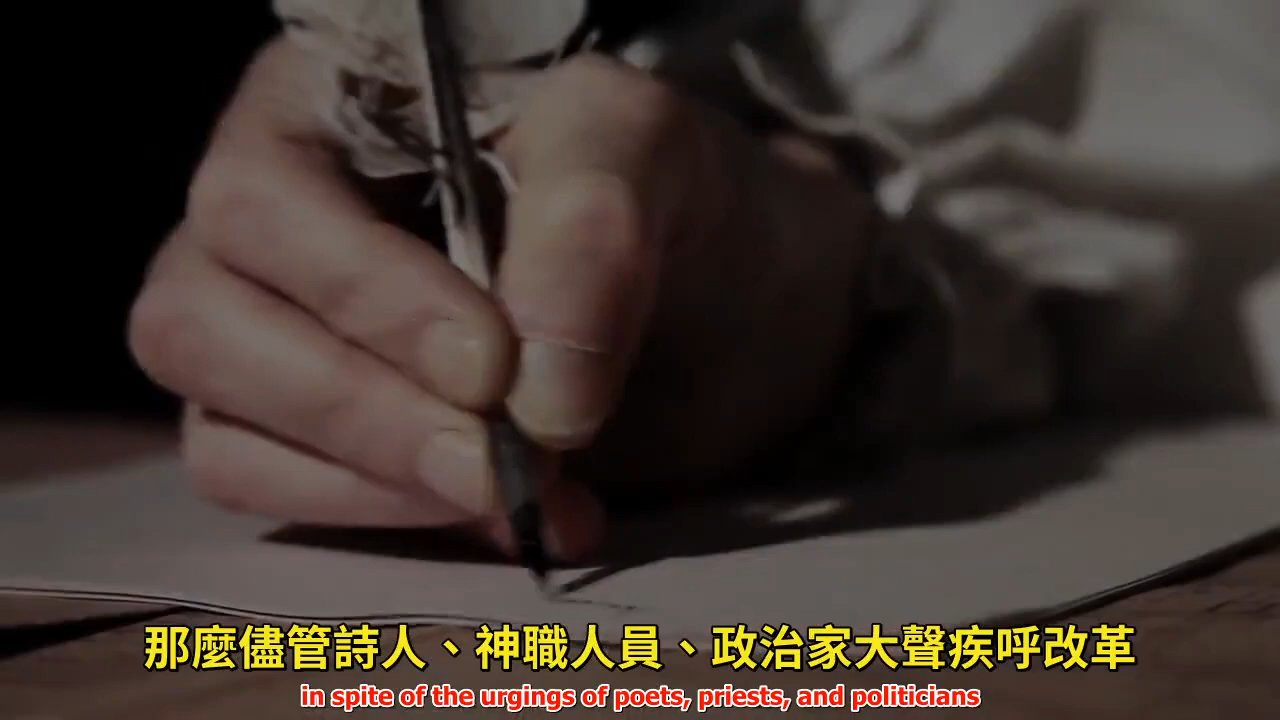 那麼儘管詩人、神職人員、政治家大聲疾呼改革
in spite of the urgings of poets, priests, and politicians